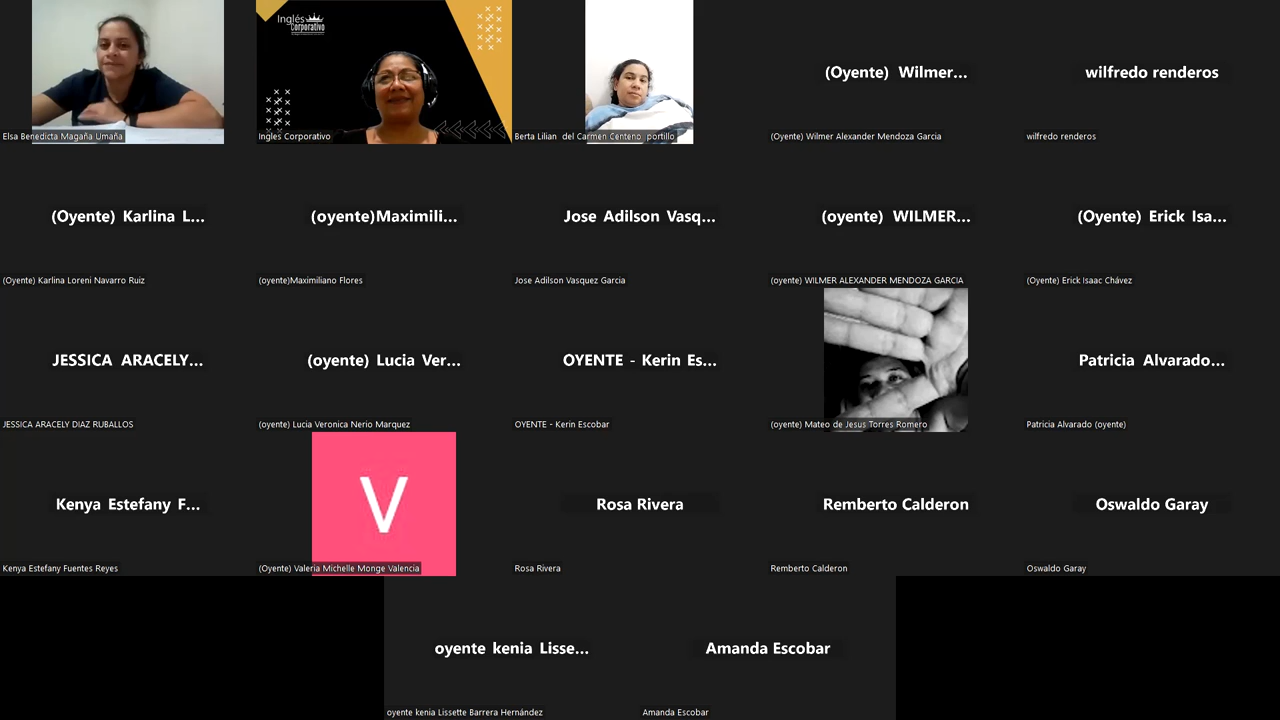 Inglés
Corporativo
Elsa Benedicta Magaña Umaña
Ingles Corporativo
Berta Lilian del Carmen Centeno portillo
(Oyente) Wilmer...
(Oyente) Wilmer Alexander Mendoza Garcia
wilfredo renderos
wilfredo renderos
(Oyente) Karlina L...
(Oyente) Karlina Loreni Navarro Ruiz
(oyente)Maximili...
(oyente)Maximiliano Flores
Jose Adilson Vasq...
Jose Adilson Vasquez Garcia
(oyente) WILMER...
(oyente) WILMER ALEXANDER MENDOZA GARCIA
(Oyente) Erick Isa...
(Oyente) Erick Isaac Chávez
JESSICA ARACELY...
JESSICA ARACELY DIAZ RUBALLOS
(oyente) Lucia Ver...
(oyente) Lucia Veronica Nerio Marquez
OYENTE - Kerin Es...
OYENTE - Kerin Escobar
(oyente) Mateo de Jesus Torres Romero
Patricia Alvarado...
Patricia Alvarado (oyente)
Kenya Estefany F...
Kenya Estefany Fuentes Reyes
V
(Oyente) Valeria Michelle Monge Valencia
Rosa Rivera
Rosa Rivera
Remberto Calderon
Remberto Calderon
Oswaldo Garay
Oswaldo Garay
oyente kenia Lisse...
oyente kenia Lissette Barrera Hernández
Amanda Escobar
Amanda Escobar